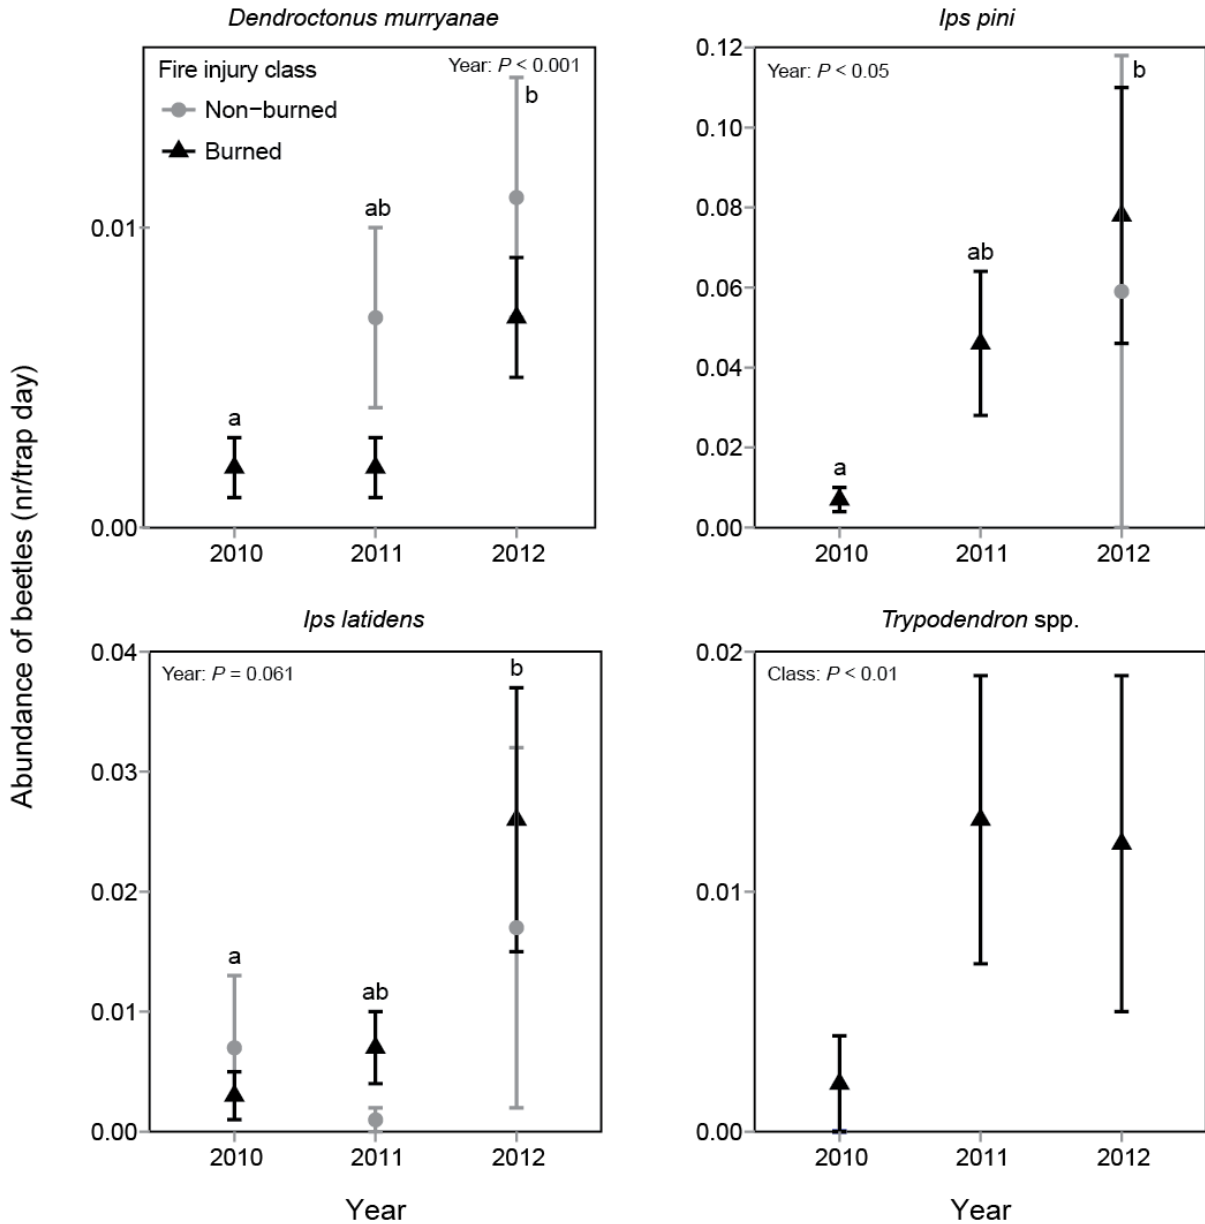 Dendroctonus murryanae
Fire injury class
Non-burned
Burned
Year: P < 0.001
b
ab
a
0.01
0.00
2010 2011 2012
Ips pini
Year: P < 0.05
b
ab
a
0.12
0.10
0.08
0.06
0.04
0.02
0.00
2010 2011 2012
Abundance of beetles (nr/trap day)
Ips latidens
Year: P = 0.061
b
a
ab
0.04
0.03
0.02
0.01
0.00
2010 2011 2012
Year
Trypodendron spp.
Class: P < 0.01
0.02
0.01
0.00
2010 2011 2012
Year